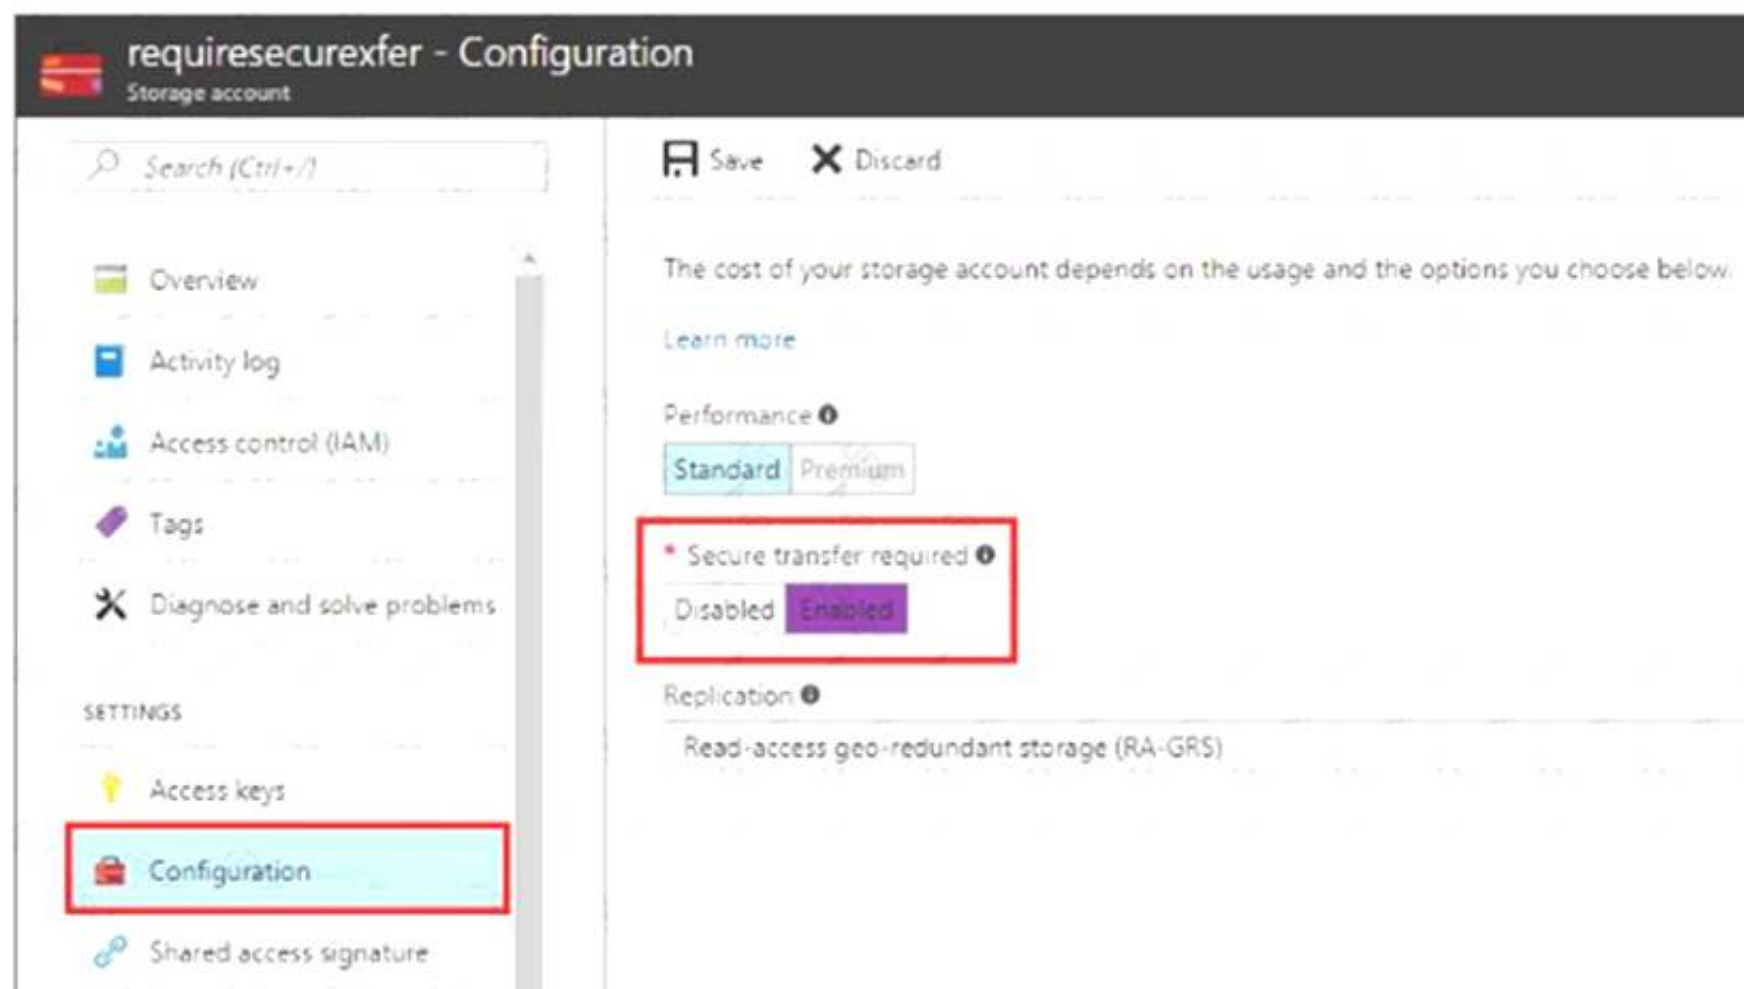 requiresecurexfer - Configuration
Storage account
Search (Ctrl+/)
Overview
Activity log
Access control (IAM)
Tags
Diagnose and solve problems
SETTINGS
Access keys
Configuration
Shared access signature
Save Discard
The cost of your storage account depends on the usage and the options you choose below.
Learn more
Performance
Standard Premium
* Secure transfer required
Disabled Enabled
Replication
Read-access geo-redundant storage (RA-GRS)